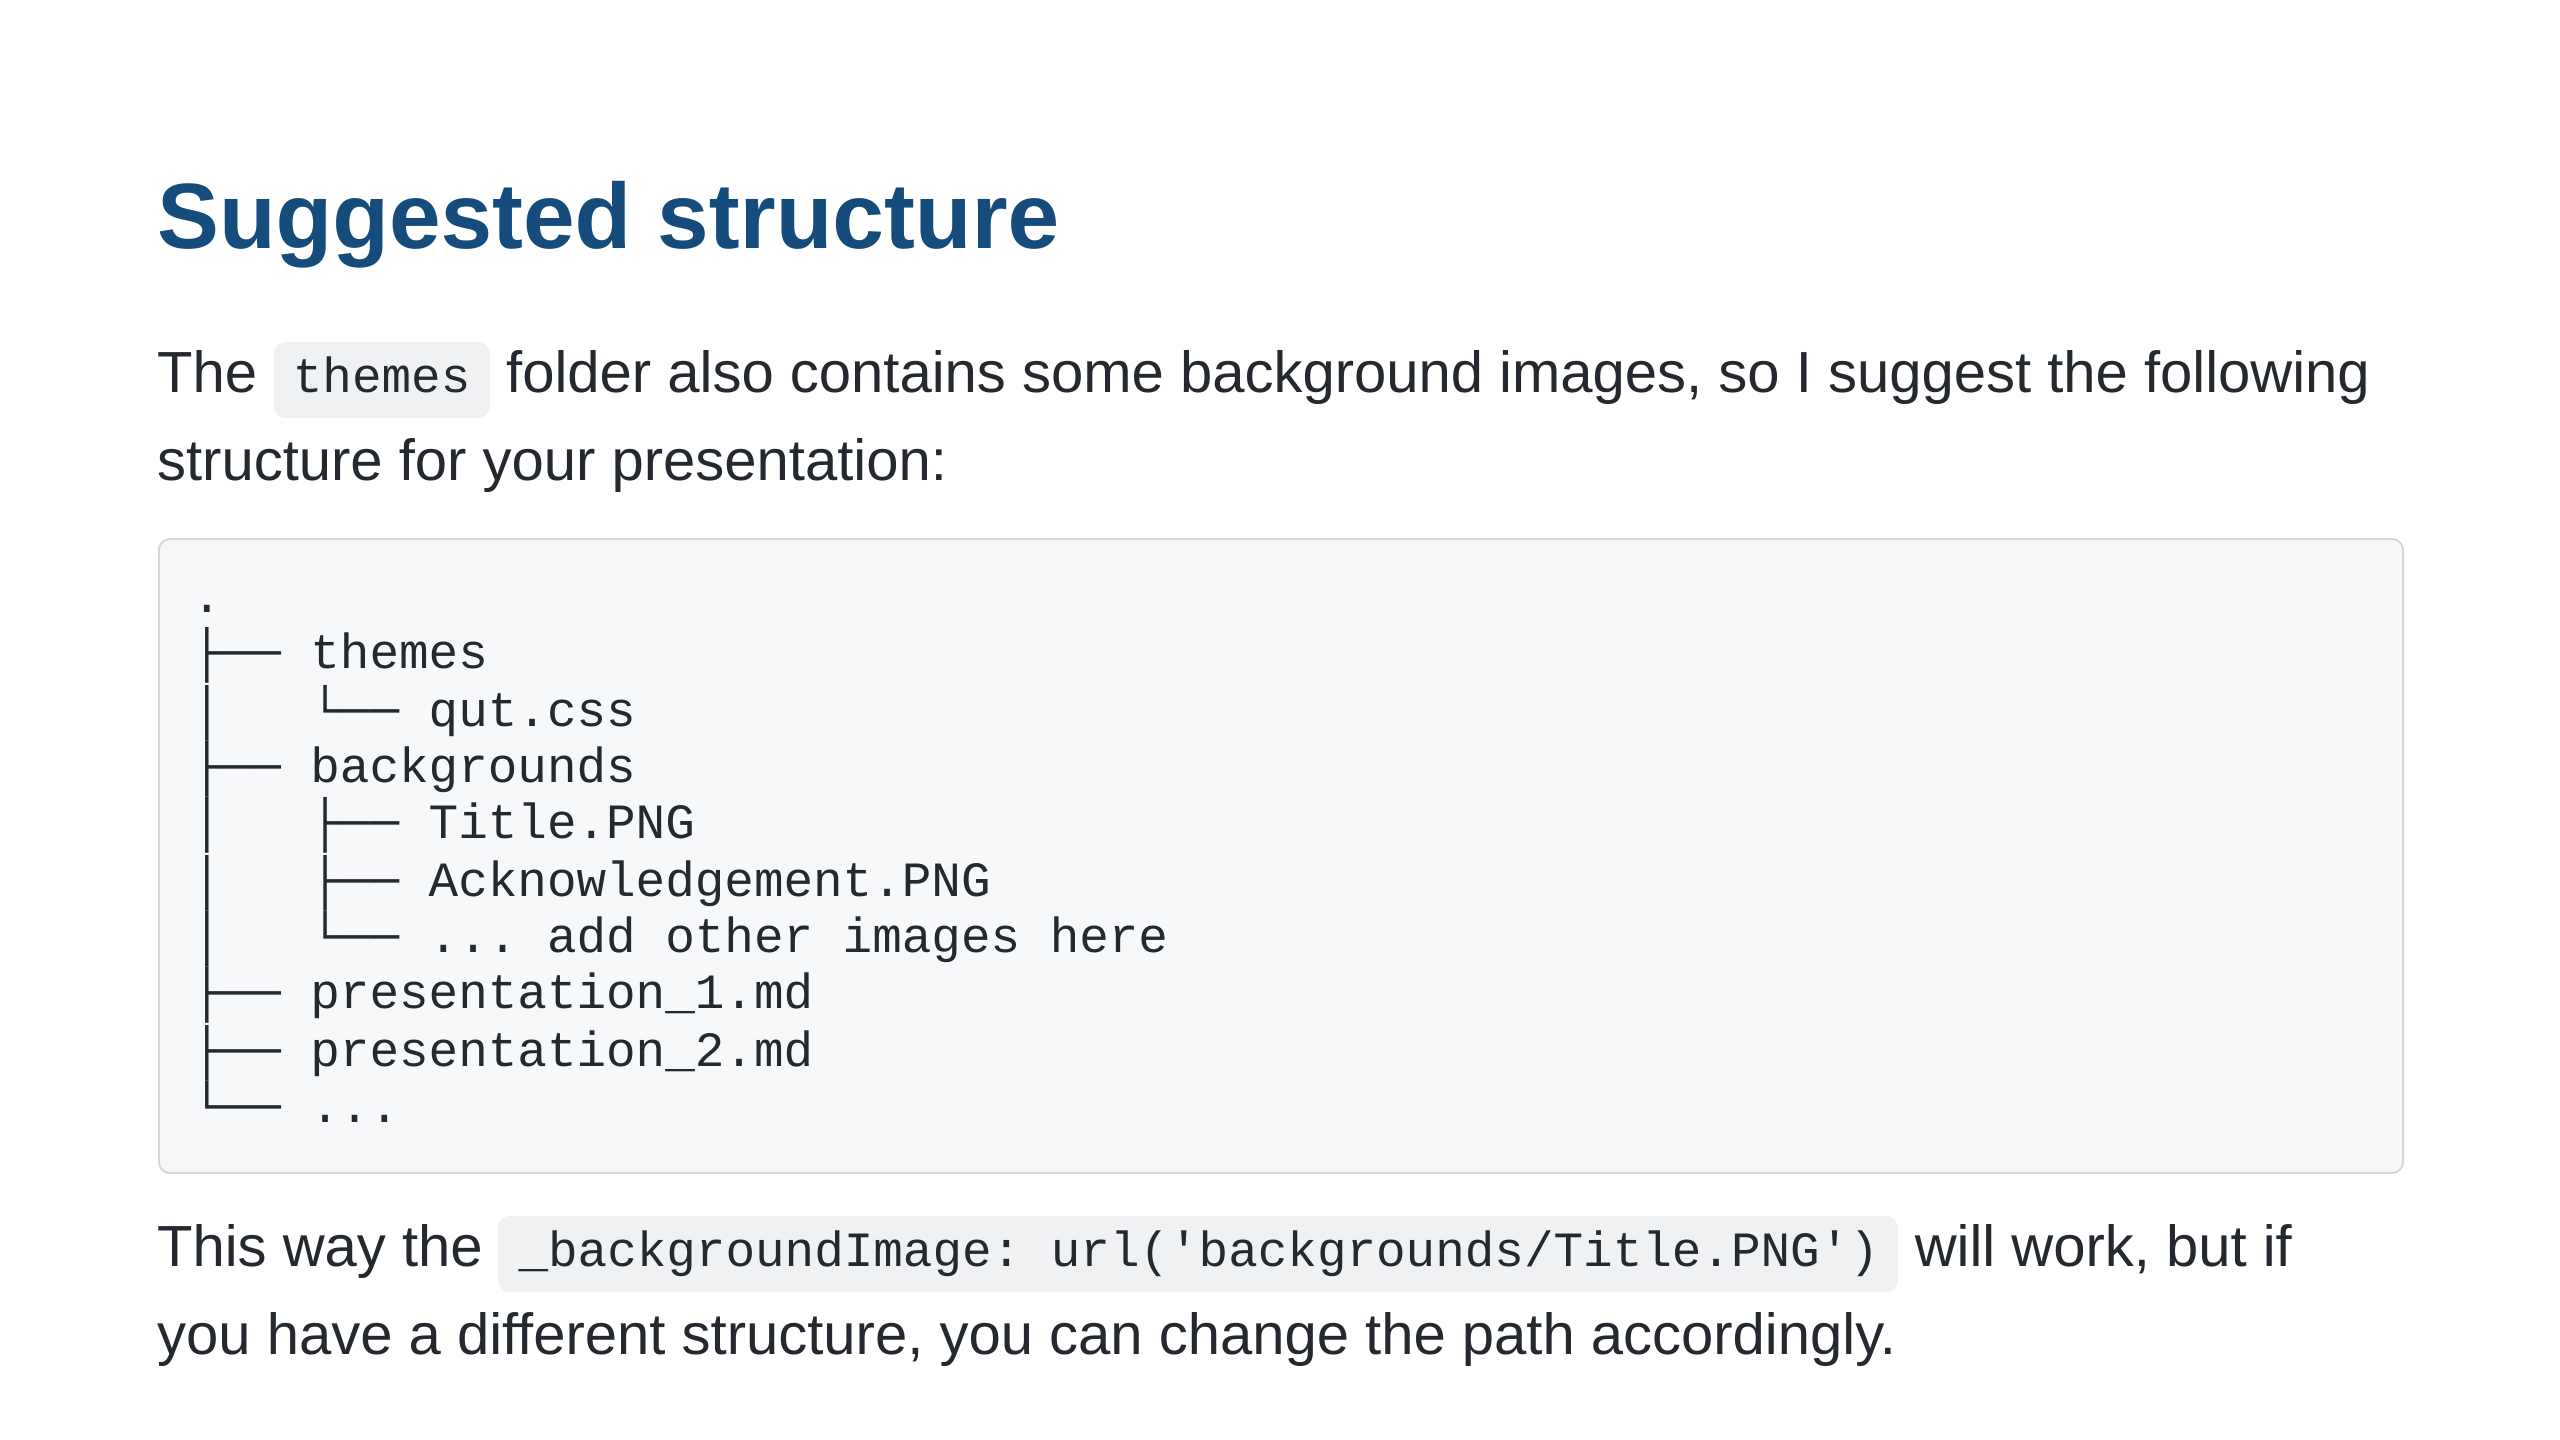 Suggested structure
The themes folder also contains some background images, so I suggest the following
structure for your presentation:
.
├── themes
│   └── qut.css
├── backgrounds
│   ├── Title.PNG
│   ├── Acknowledgement.PNG
│   └── ... add other images here
├── presentation_1.md
├── presentation_2.md
└── ...
This way the _backgroundImage: url('backgrounds/Title.PNG') will work, but if
you have a different structure, you can change the path accordingly.